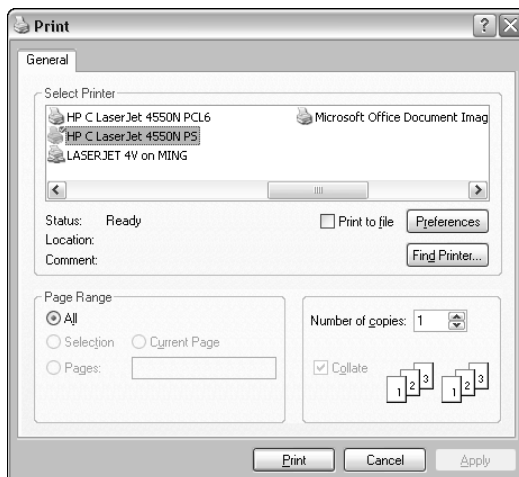 Print
General
Select Printer
HP C LaserJet 4550N PCL6
Microsoft Office Document Imag
HP C LaserJet 4550N PS
LASERJET 4V on MING
Status: Ready
Print to file
Preferences
Location:
Comment:
Find Printer...
Page Range
All
Selection
Current Page
Pages:
Number of copies: 1
Collate
1 2 3 1 2 3
Print
Cancel
Apply